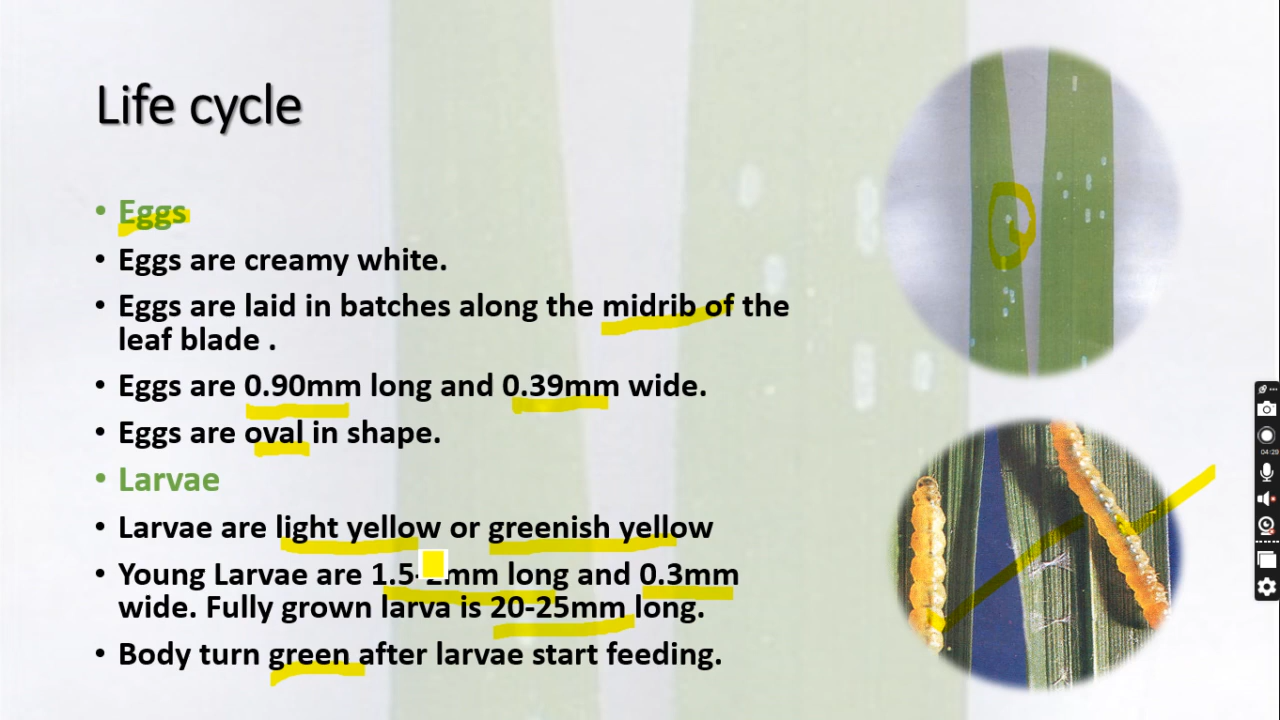 Life cycle
• Eggs
• Eggs are creamy white.
• Eggs are laid in batches along the midrib of the
leaf blade .
• Eggs are 0.90mm long and 0.39mm wide.
• Eggs are oval in shape.
• Larvae
• Larvae are light yellow or greenish yellow
• Young Larvae are 1.5-2mm long and 0.3mm
wide. Fully grown larva is 20-25mm long.
• Body turn green after larvae start feeding.
04:29